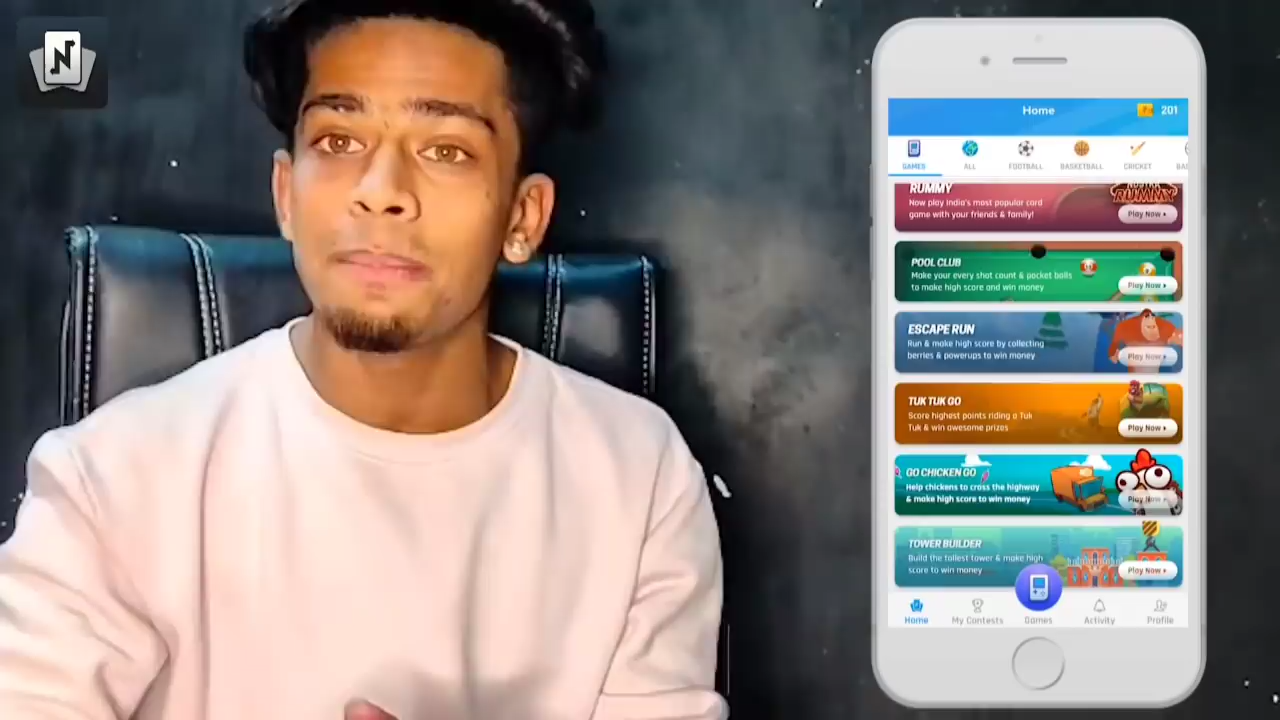 N
Home
201
GAMES
ALL
FOOTBALL
BASKETBALL
CRICKET
BAS
RUMMY
Now play India's most popular card
game with your friends & family!
RUMMY
Play Now
POOL CLUB
Make your every shot count & pocket balls
to make high score and win money
Play Now
ESCAPE RUN
Run & make high score by collecting
berries & powerups to win money
Play Now
TUK TUK GO
Score highest points riding a Tuk
Tuk & win awesome prizes
Play Now
GO CHICKEN GO
Help chickens to cross the highway
& make high score to win money
Play Now
TOWER BUILDER
Build the tallest tower & make high
score to win money
Play Now
Home
My Contests
Games
Activity
Profile